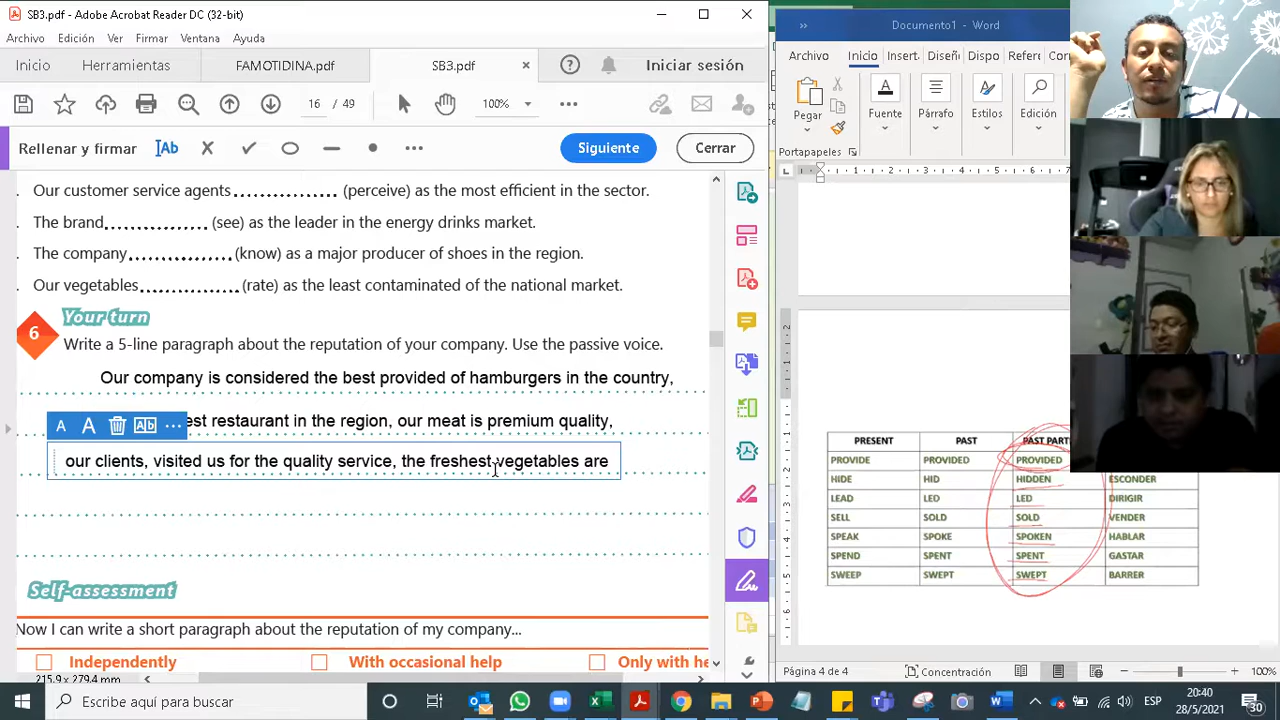 SB3.pdf - Adobe Acrobat Reader DC (32-bit)
Archivo Edición Ver Firmar Ventana Ayuda
Inicio Herramientas FAMOTIDINA.pdf SB3.pdf × ? Iniciar sesión
16 / 49 100%
Rellenar y firmar Ab Siguiente Cerrar
. Our customer service agents ................ (perceive) as the most efficient in the sector.
. The brand................ (see) as the leader in the energy drinks market.
. The company................ (know) as a major producer of shoes in the region.
. Our vegetables................ (rate) as the least contaminated of the national market.
Your turn
6 Write a 5-line paragraph about the reputation of your company. Use the passive voice.
Our company is considered the best provided of hamburgers in the country,
A A Ab ... est restaurant in the region, our meat is premium quality,
our clients, visited us for the quality service, the freshest vegetables are
Self-assessment
Now I can write a short paragraph about the reputation of my company...
Independently With occasional help Only with he
215,9 x 279,4 mm
Documento1 - Word
Archivo Inicio Insert. Diseñ Dispo Refere Cor
Pegar Fuente Párrafo Estilos Edición
Portapapeles
PRESENT PAST PAST PART
PROVIDE PROVIDED PROVIDED
HIDE HID HIDDEN ESCONDER
LEAD LED LED DIRIGIR
SELL SOLD SOLD VENDER
SPEAK SPOKE SPOKEN HABLAR
SPEND SPENT SPENT GASTAR
SWEEP SWEPT SWEPT BARRER
Página 4 de 4 Concentración 100%
Escribe aquí para buscar
ESP 20:40
28/5/2021 30